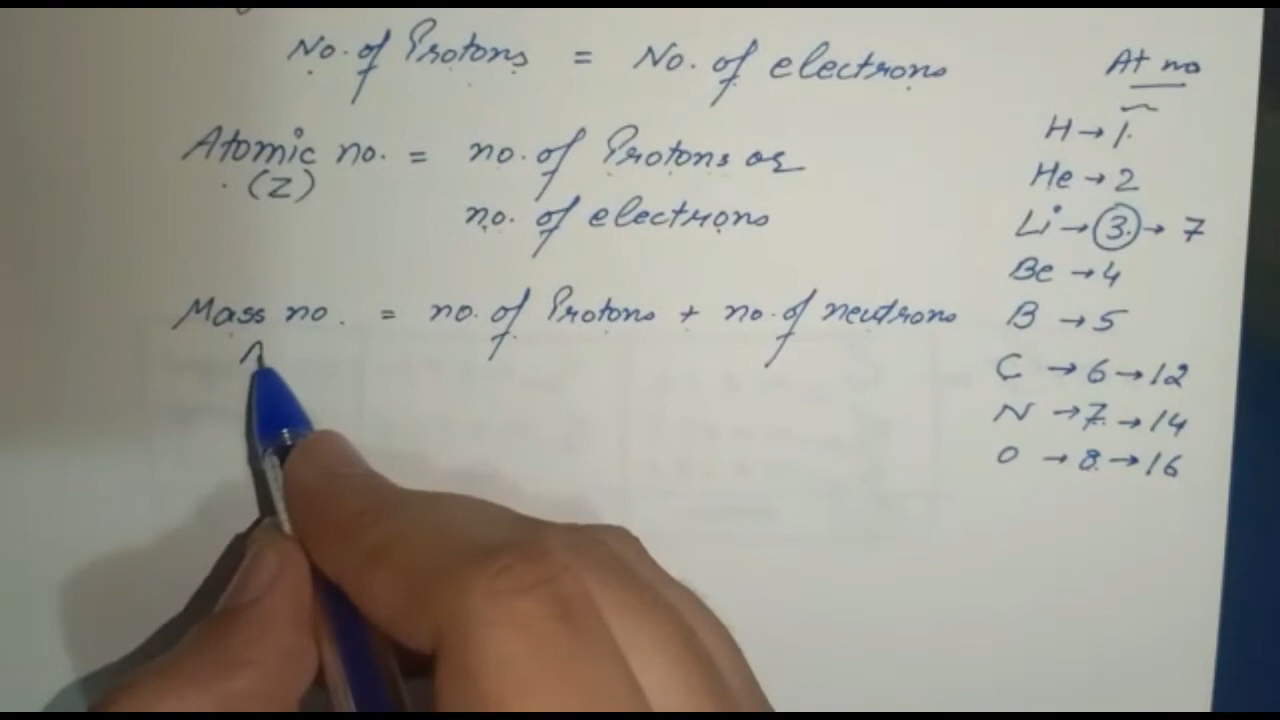 No. of Protons = No. of electrons
Atomic no. = no. of Protons or
(Z) no. of electrons
Mass no. = no. of Protons + no. of neutrons
At no
H → 1.
He → 2
Li → 3. → 7
Be → 4
B → 5
C → 6 → 12
N → 7. → 14
O → 8. → 16